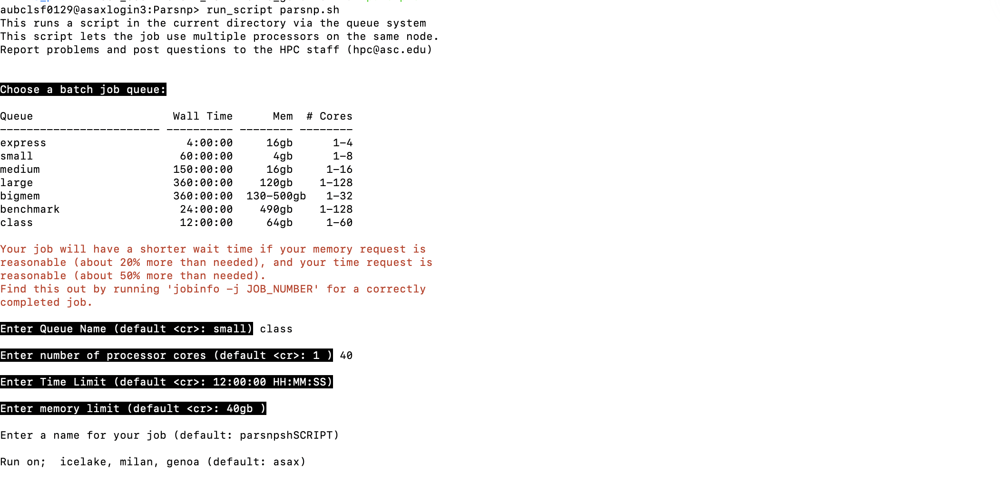 aubclsf0129@asaxlogin3:Parsnp> run_script parsnp.sh
This runs a script in the current directory via the queue system
This script lets the job use multiple processors on the same node.
Report problems and post questions to the HPC staff (hpc@asc.edu)
Choose a batch job queue:
Queue                     Wall Time      Mem  # Cores
------------------------ ---------- -------- --------
express                     4:00:00     16gb      1-4
small                      60:00:00      4gb      1-8
medium                    150:00:00     16gb     1-16
large                     360:00:00    120gb    1-128
bigmem                    360:00:00  130-500gb   1-32
benchmark                  24:00:00    490gb    1-128
class                      12:00:00     64gb     1-60
Your job will have a shorter wait time if your memory request is
reasonable (about 20% more than needed), and your time request is
reasonable (about 50% more than needed).
Find this out by running 'jobinfo -j JOB_NUMBER' for a correctly
completed job.
Enter Queue Name (default <cr>: small) class
Enter number of processor cores (default <cr>: 1 ) 40
Enter Time Limit (default <cr>: 12:00:00 HH:MM:SS)
Enter memory limit (default <cr>: 40gb )
Enter a name for your job (default: parsnpshSCRIPT)
Run on;  icelake, milan, genoa (default: asax)